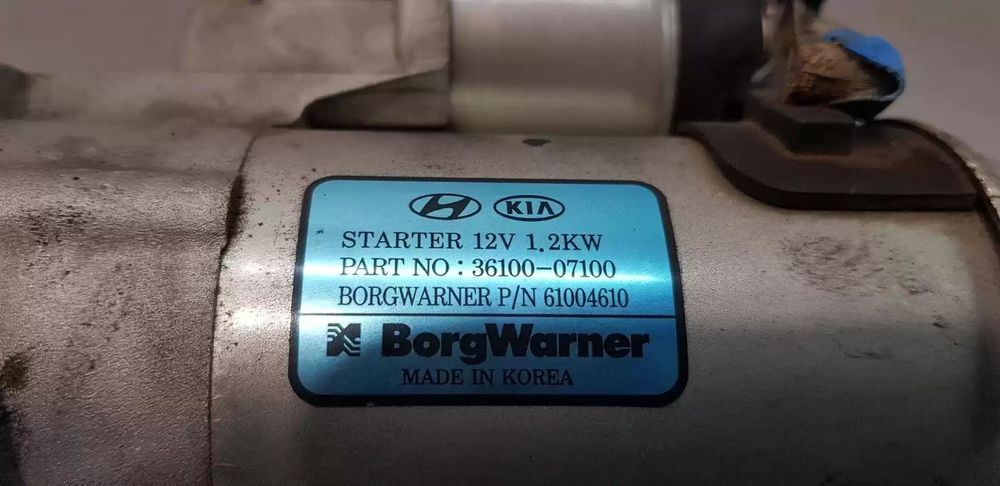 KIA
STARTER 12V 1.2KW
PART NO : 36100-07100
BORGWARNER P/N 61004610
BorgWarner
MADE IN KOREA